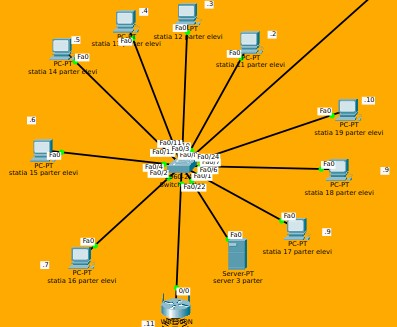 .3
.4
Fa0
PC-PT
statia 12 parter elevi
Fa0
.2
.5
Fa0
PC-PT
statia 14 parter elevi
Fa0
PC-PT
statia 11 parter elevi
.10
Fa0
PC-PT
statia 19 parter elevi
.6
Fa0
PC-PT
statia 15 parter elevi
Fa0/11
Fa0/3
Fa0/24
Fa0/4
Fa0/6
Fa0/2
Fa0/1
Fa0/22
Fa0
PC-PT
statia 18 parter elevi
.9
Fa0
PC-PT
statia 17 parter elevi
.9
Fa0
PC-PT
statia 16 parter elevi
.7
Fa0
Server-PT
server 3 parter
0/0
.11